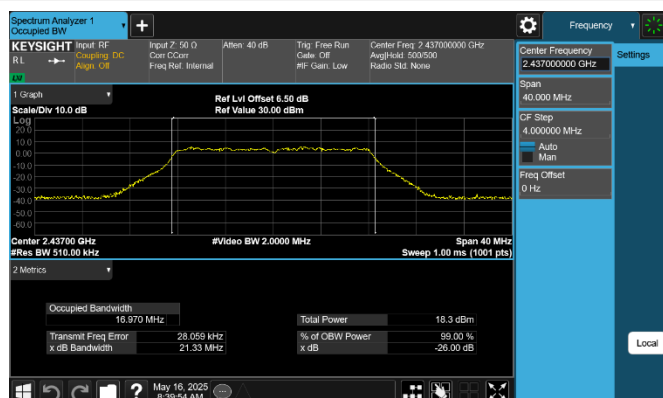 Spectrum Analyzer 1
Occupied BW
+
Frequency
KEYSIGHT
RL
LXI
Input: RF
Coupling: DC
Align: Off
Input Z: 50 Ω
Corr CCorr
Freq Ref: Internal
Atten: 40 dB
Trig: Free Run
Gate: Off
#IF Gain: Low
Center Freq: 2.437000000 GHz
Avg|Hold: 500/500
Radio Std: None
Center Frequency
2.437000000 GHz
Settings
Span
40.000 MHz
CF Step
4.000000 MHz
Auto
Man
Freq Offset
0 Hz
Local
1 Graph
Scale/Div 10.0 dB
Ref Lvl Offset 6.50 dB
Ref Value 30.00 dBm
Log
20.0
10.0
0.00
-10.0
-20.0
-30.0
-40.0
-50.0
-60.0
Center 2.43700 GHz
#Video BW 2.0000 MHz
Span 40 MHz
#Res BW 510.00 kHz
Sweep 1.00 ms (1001 pts)
2 Metrics
Occupied Bandwidth
16.970 MHz
Total Power 18.3 dBm
Transmit Freq Error 28.059 kHz
% of OBW Power 99.00 %
x dB Bandwidth 21.33 MHz
x dB -26.00 dB
?
May 16, 2025
8:39:54 AM